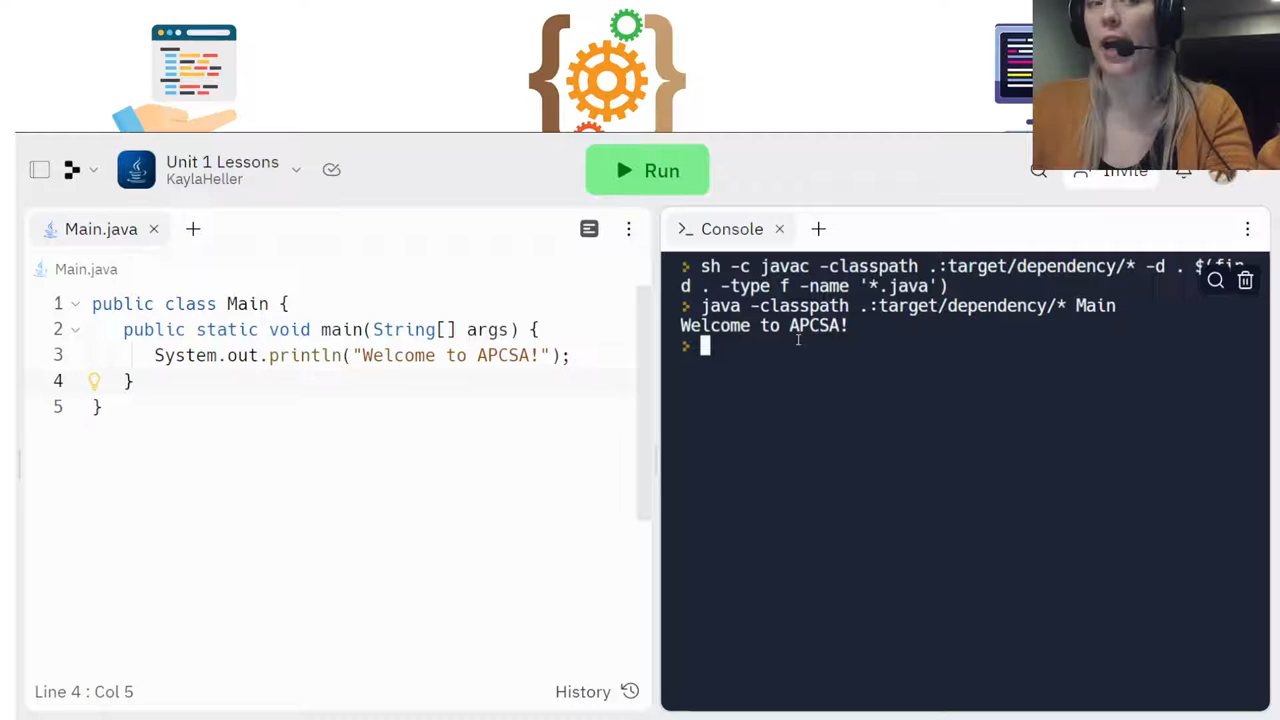 Unit 1 Lessons
KaylaHeller
Run
Invite
Main.java
Main.java
1 public class Main {
2 public static void main(String[] args) {
3 System.out.println("Welcome to APCSA!");
4 }
5 }
Line 4 : Col 5
History
Console
sh -c javac -classpath .:target/dependency/* -d . $(fin
d . -type f -name '*.java')
java -classpath .:target/dependency/* Main
Welcome to APCSA!